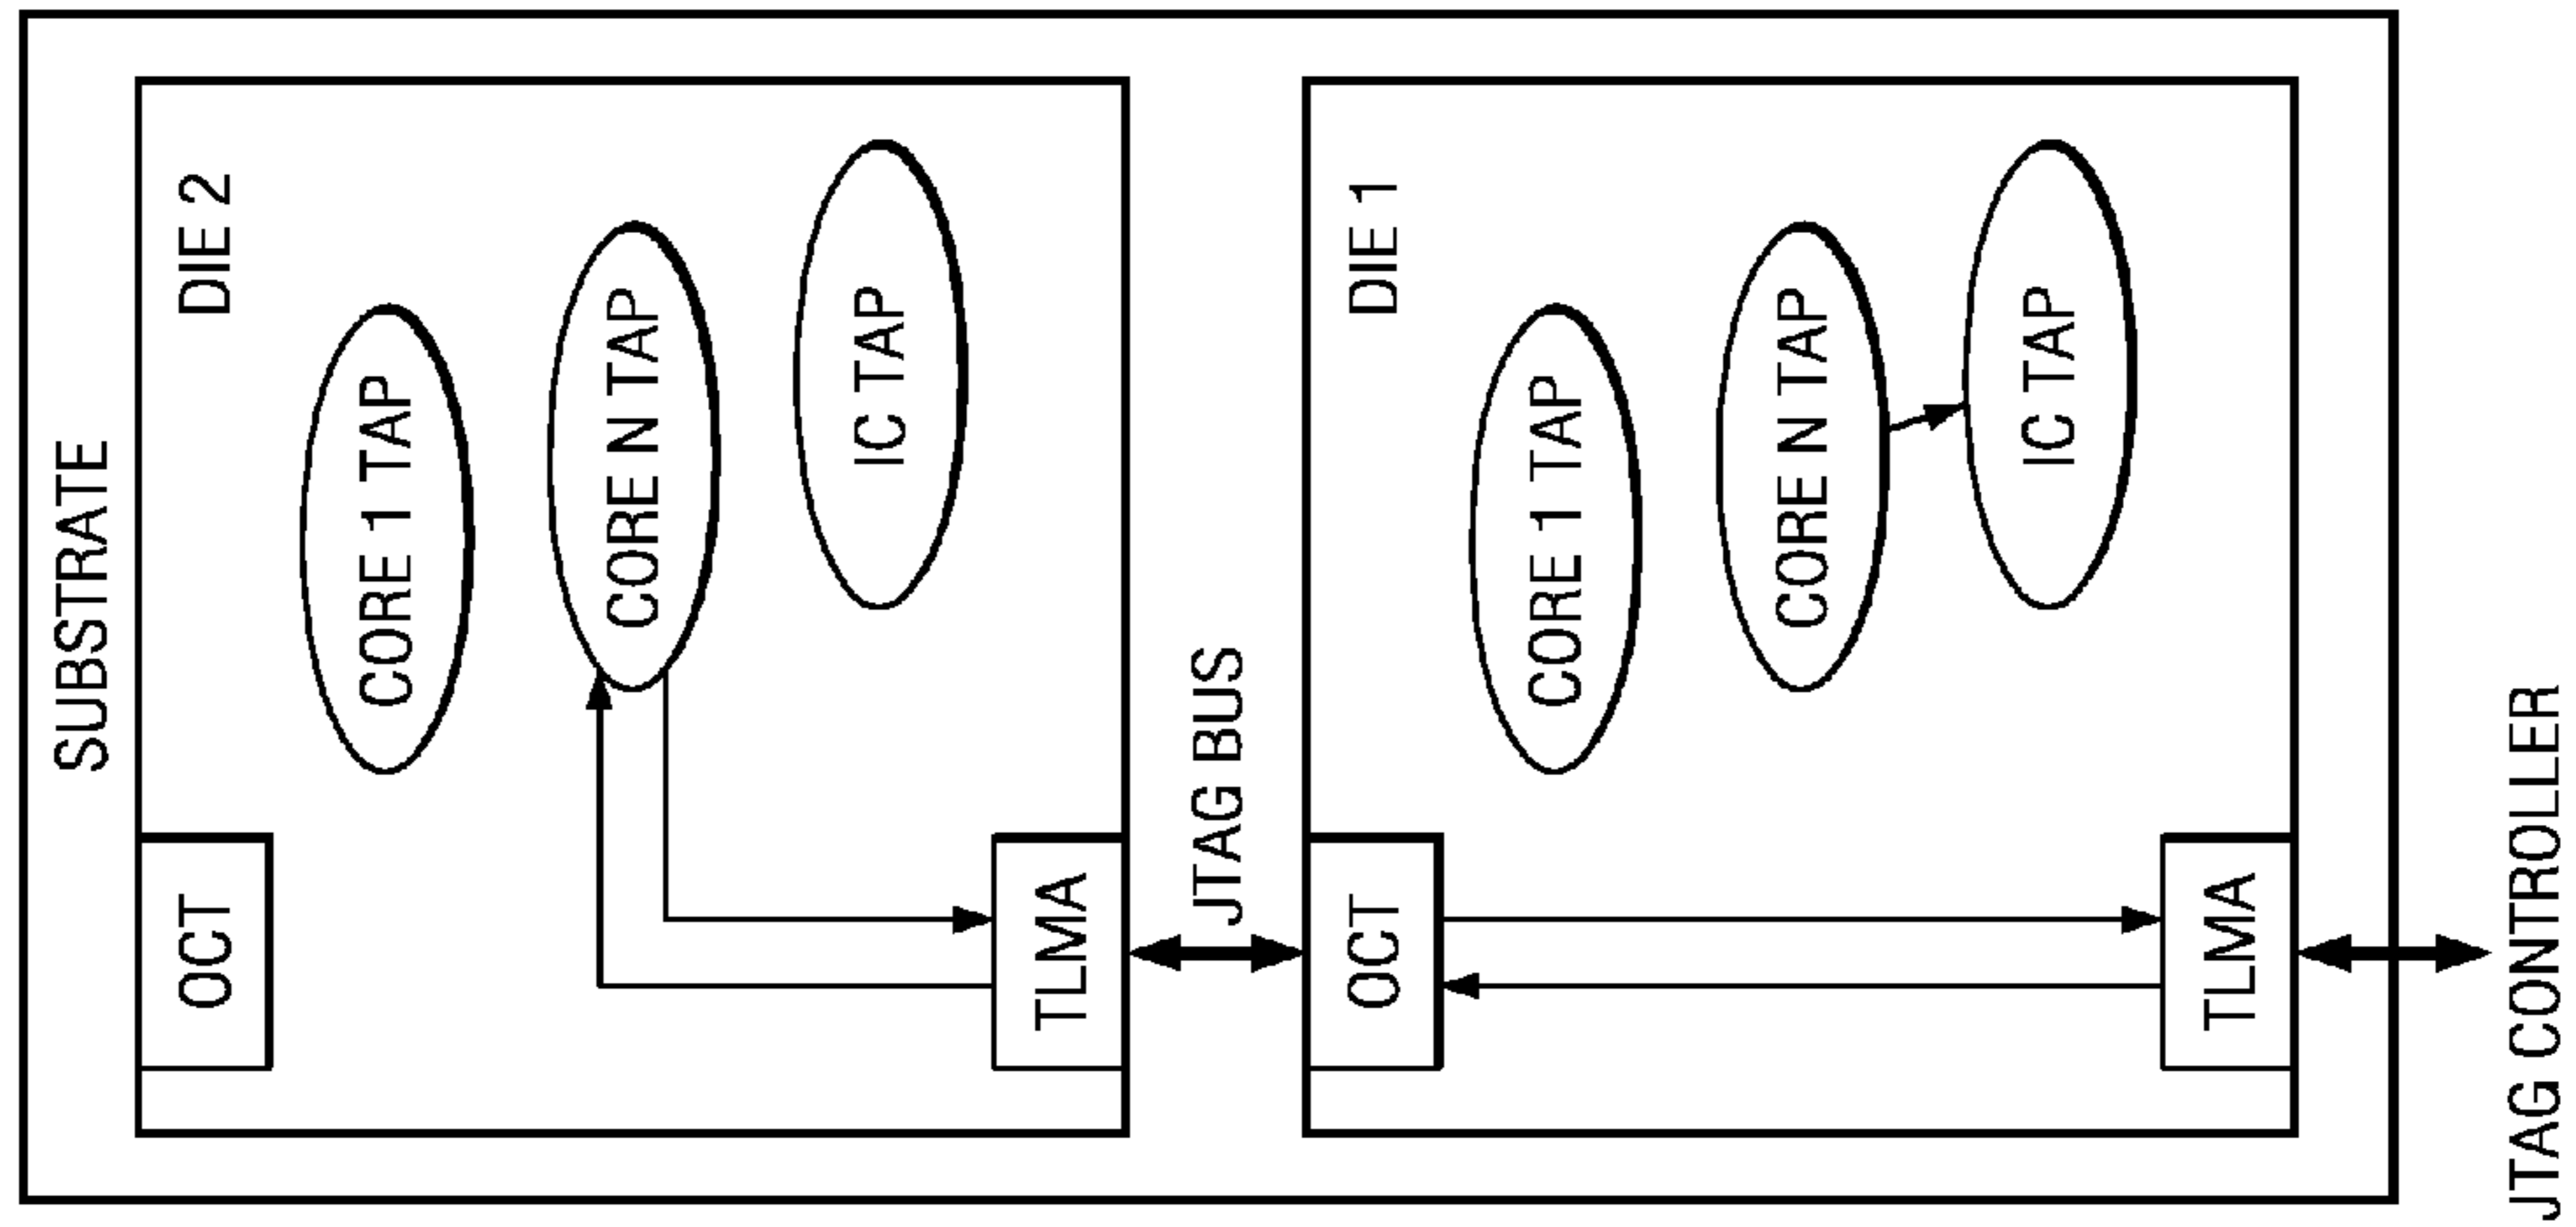 SUBSTRATE
DIE 2
OCT
CORE 1 TAP
CORE N TAP
IC TAP
TLMA
JTAG BUS
DIE 1
OCT
CORE 1 TAP
CORE N TAP
IC TAP
TLMA
JTAG CONTROLLER